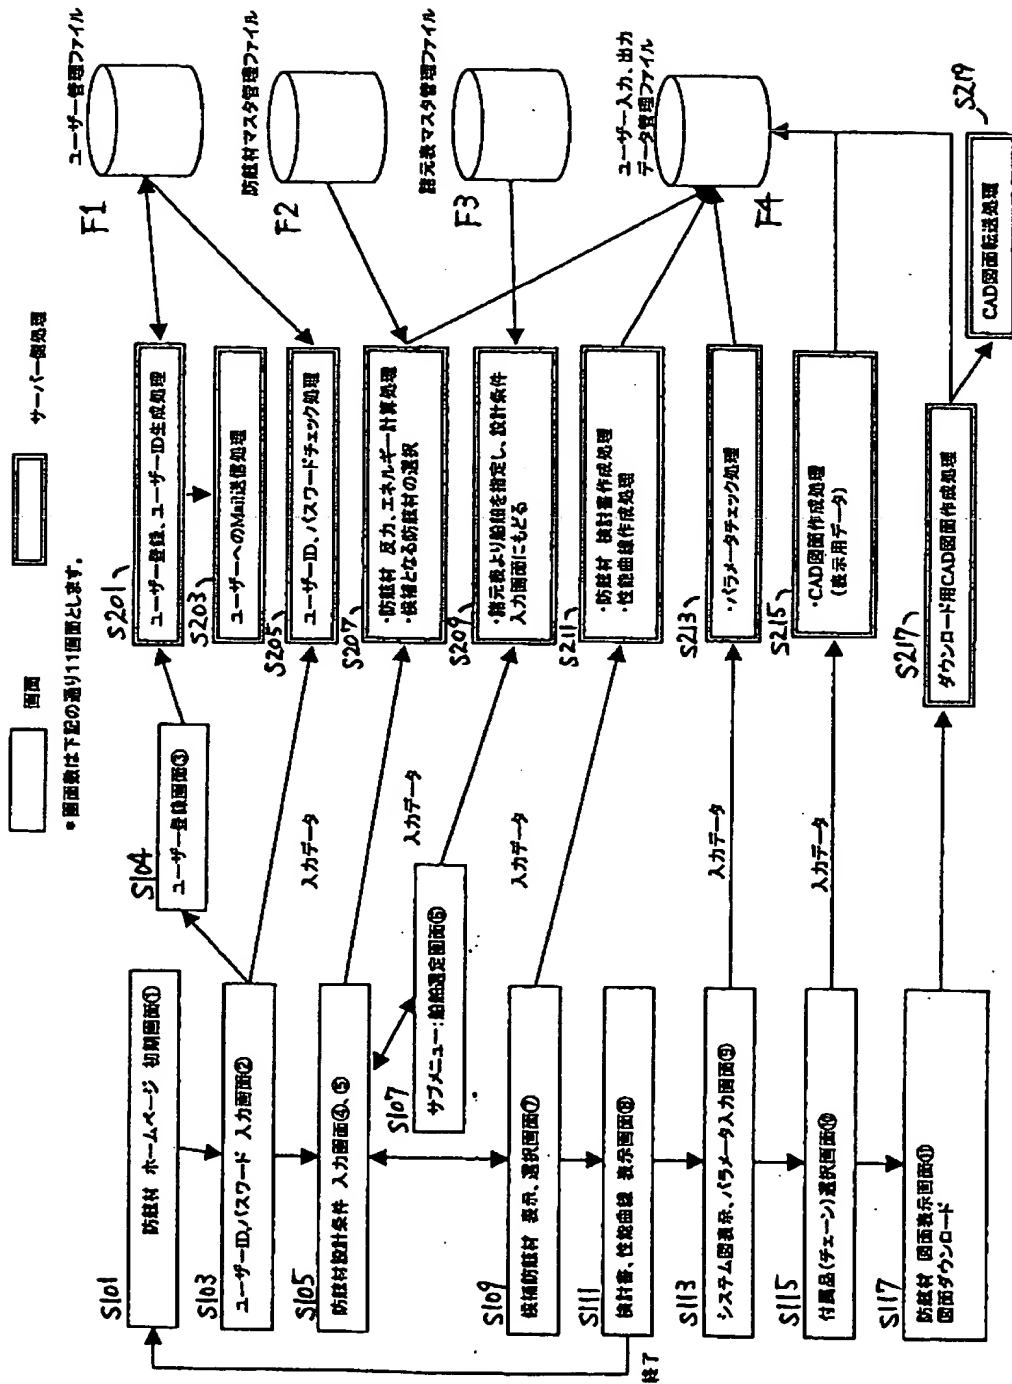 画面
サーバー側処理
*画面数は下記の通り11画面とします。
S101
防舷材 ホームページ 初期画面①
S103
ユーザーID、パスワード 入力画面②
S104
ユーザー登録画面③
S105
防舷材設計条件 入力画面④、⑤
S107
サブメニュー:船舶選定画面⑥
S109
候補防舷材 表示、選択画面⑦
S111
検討書、性能曲線 表示画面⑧
終了
S113
システム図表示、パラメータ入力画面⑨
S115
付属品(チェーン)選択画面⑩
S117
防舷材 図面表示画面⑪
図面ダウンロード
入力データ
入力データ
入力データ
入力データ
入力データ
S201
ユーザー登録、ユーザーID生成処理
S203
ユーザーへのMail送信処理
S205
ユーザーID、パスワードチェック処理
S207
・防舷材 反力、エネルギー計算処理
・候補となる防舷材の選択
S209
・諸元表より船舶を指定し、設計条件
入力画面にもどる
S211
・防舷材 検討書作成処理
・性能曲線作成処理
S213
・パラメータチェック処理
S215
・CAD図面作成処理
(表示用データ)
S217
ダウンロード用CAD図面作成処理
S219
CAD図面転送処理
F1
ユーザー管理ファイル
F2
防舷材マスタ管理ファイル
F3
諸元表マスタ管理ファイル
F4
ユーザー入力、出力
データ管理ファイル